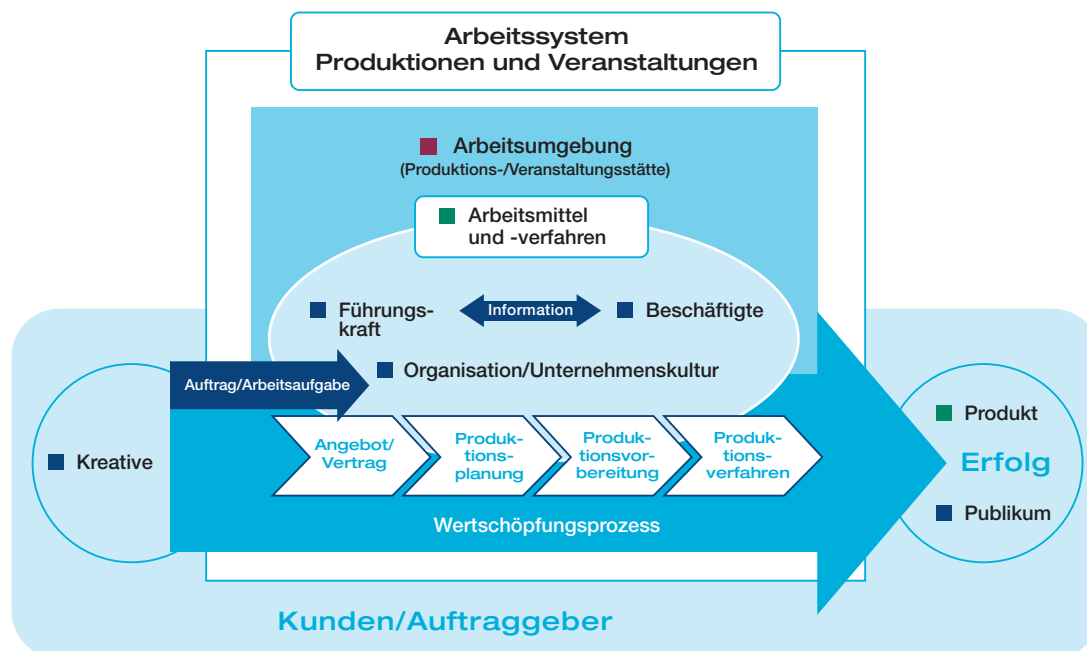 Arbeitssystem
Produktionen und Veranstaltungen
Arbeitsumgebung
(Produktions-/Veranstaltungsstätte)
Arbeitsmittel
und -verfahren
Führungs-
kraft
Information
Beschäftigte
Auftrag/Arbeitsaufgabe
Organisation/Unternehmenskultur
Kreative
Angebot/
Vertrag
Produk-
tions-
planung
Produk-
tionsvor-
bereitung
Produk-
tions-
verfahren
Wertschöpfungsprozess
Produkt
Erfolg
Publikum
Kunden/Auftraggeber